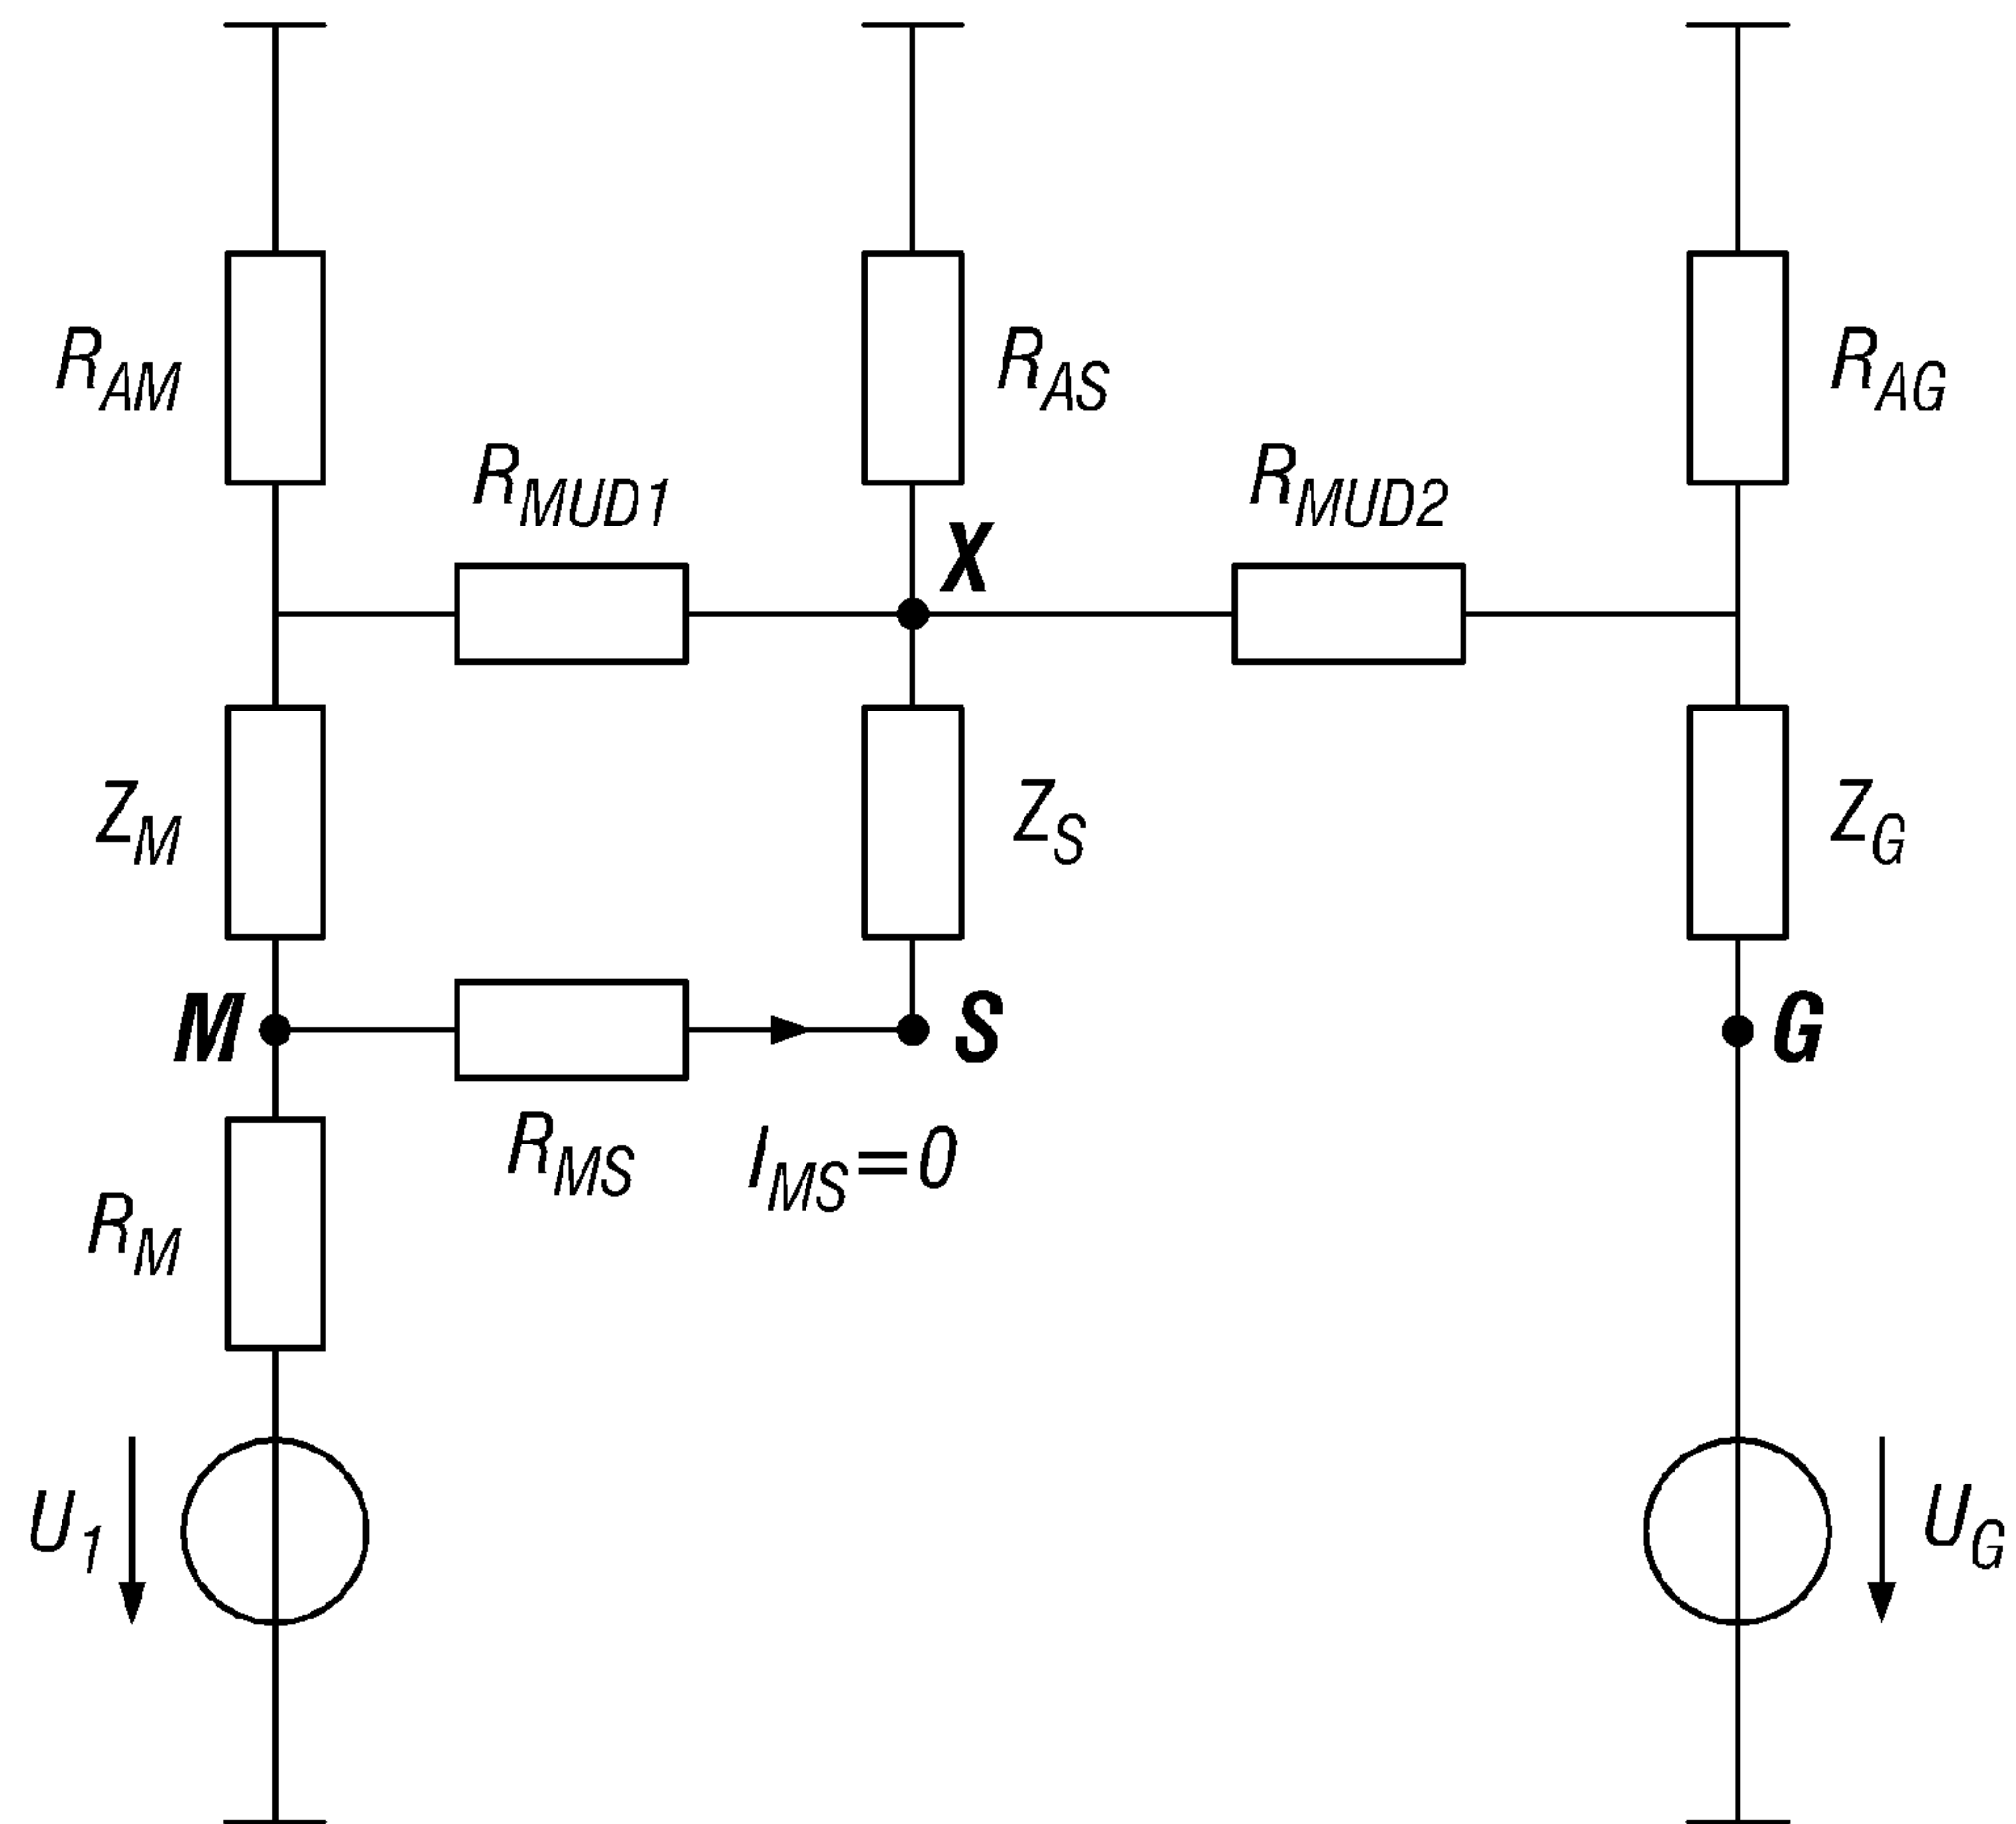 R_AM
R_AS
R_AG
R_MUD1
R_MUD2
X
Z_M
Z_S
Z_G
M
S
G
R_MS
I_MS=0
R_M
U_1
U_G